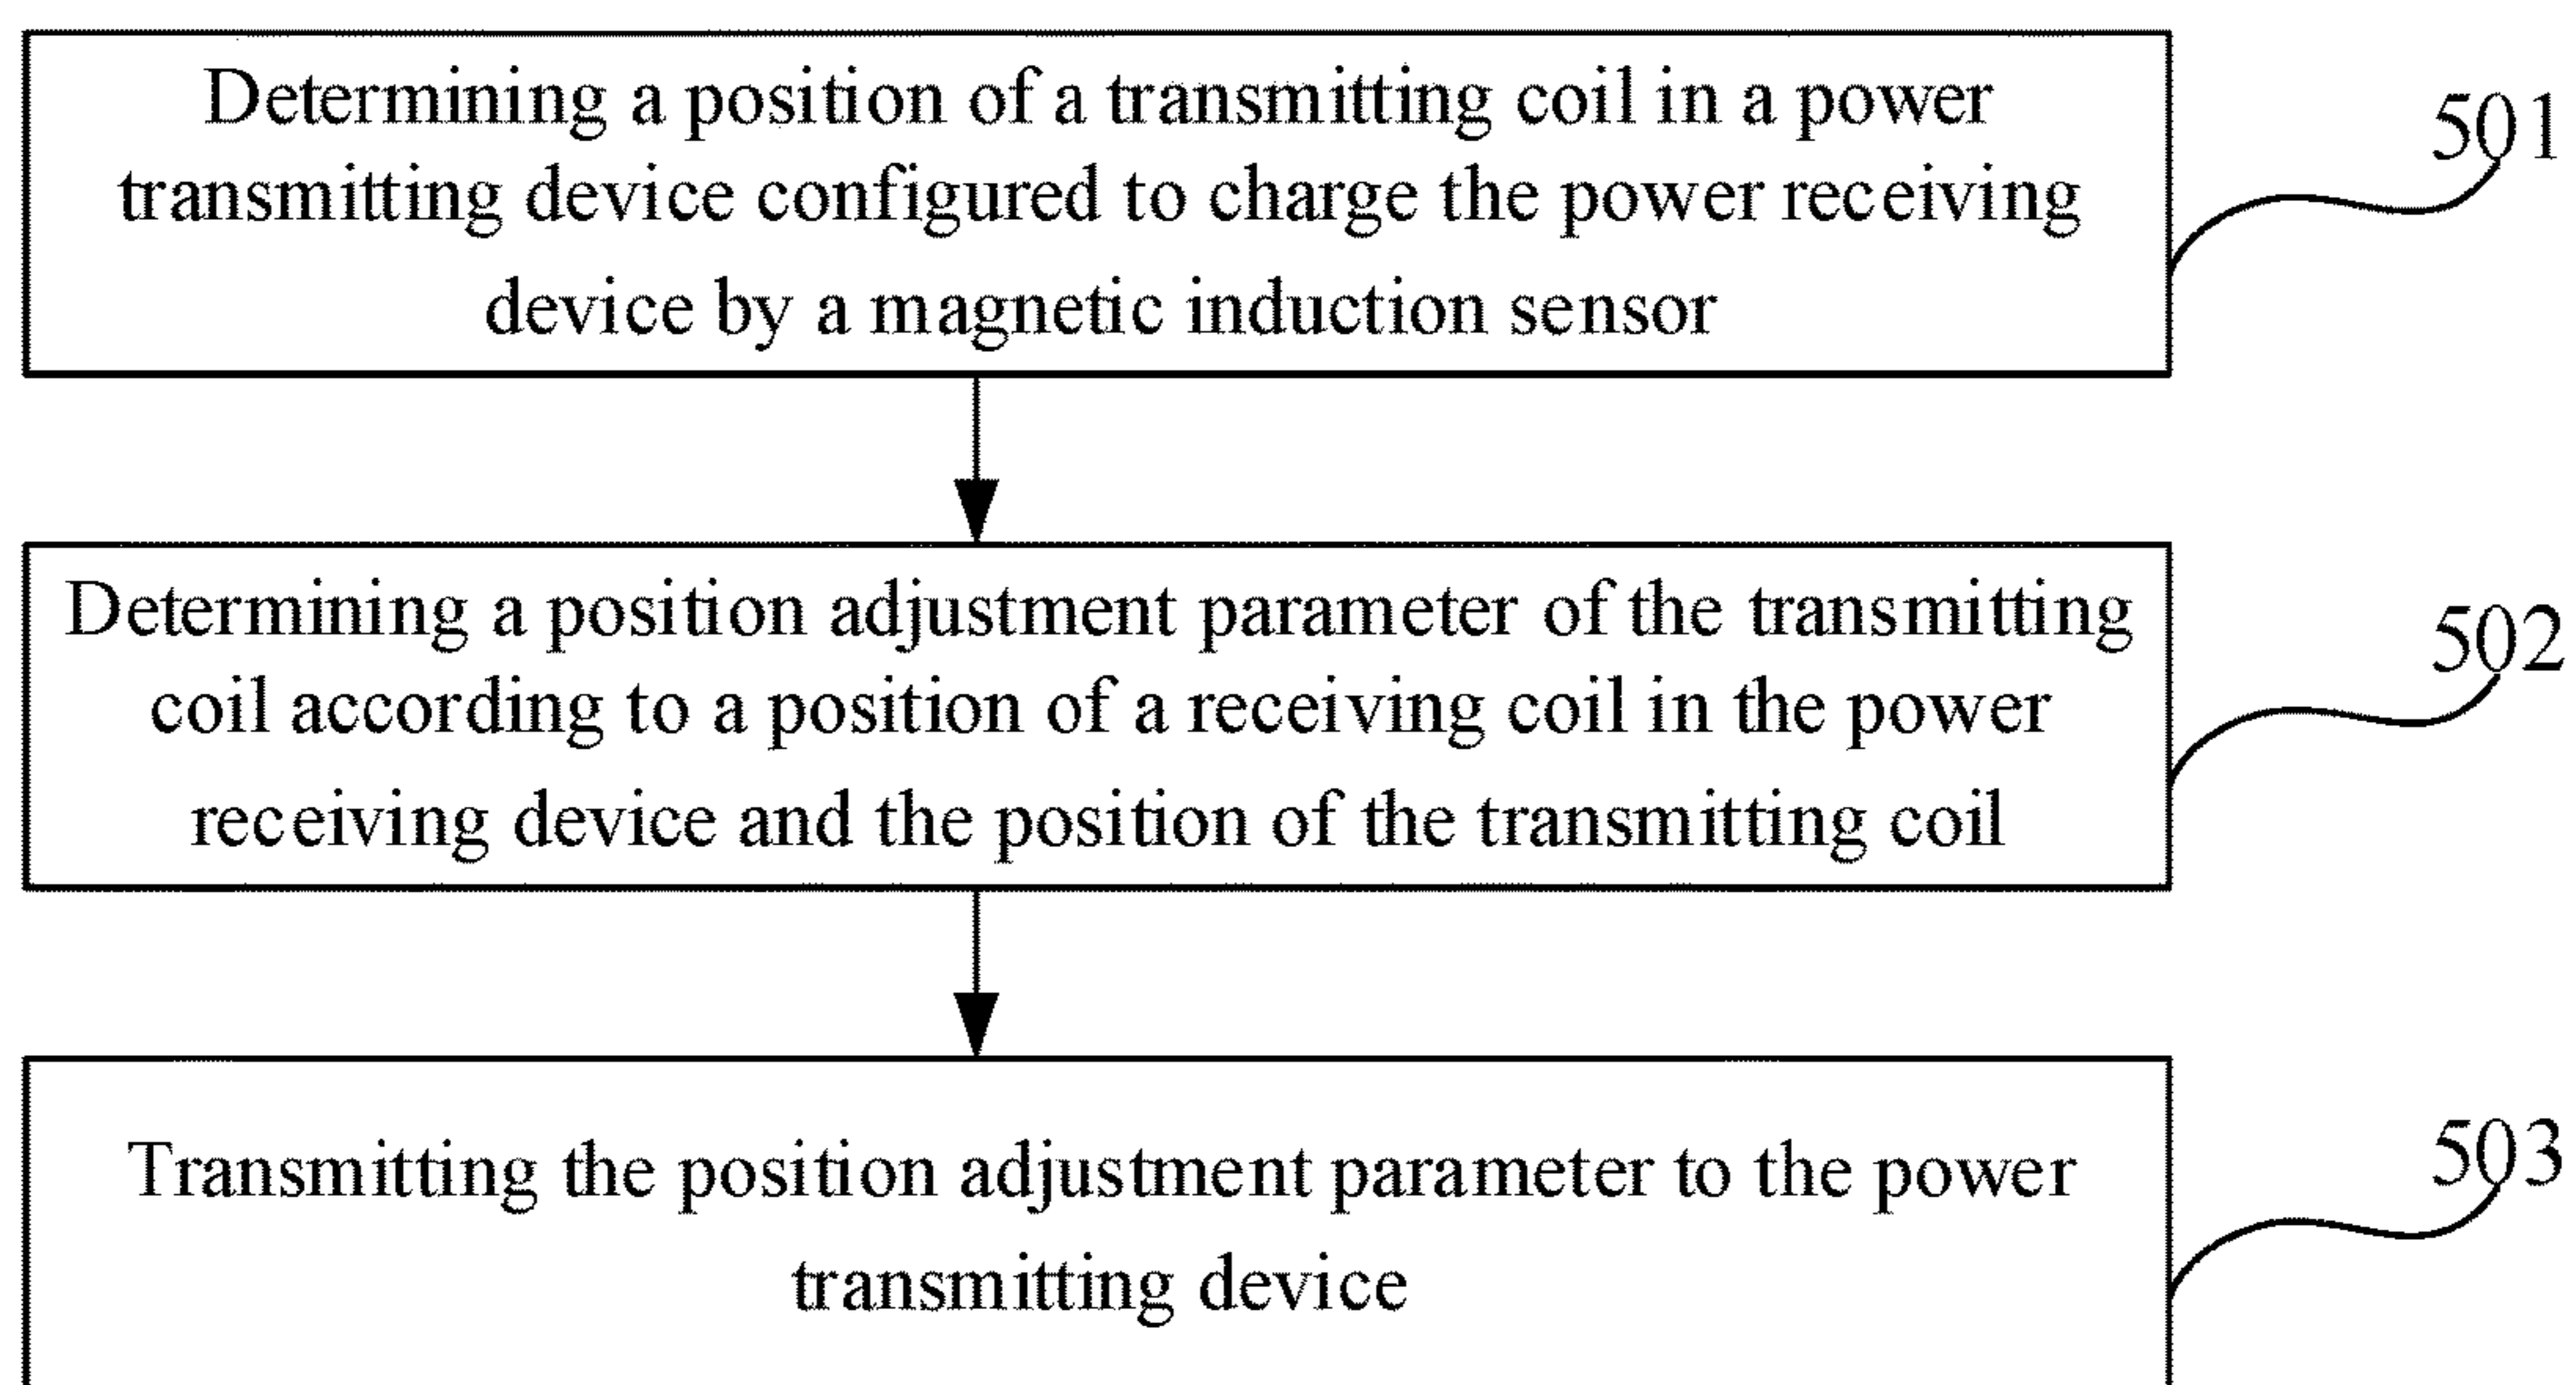 Determining a position of a transmitting coil in a power
transmitting device configured to charge the power receiving
device by a magnetic induction sensor
501
Determining a position adjustment parameter of the transmitting
coil according to a position of a receiving coil in the power
receiving device and the position of the transmitting coil
502
Transmitting the position adjustment parameter to the power
transmitting device
503